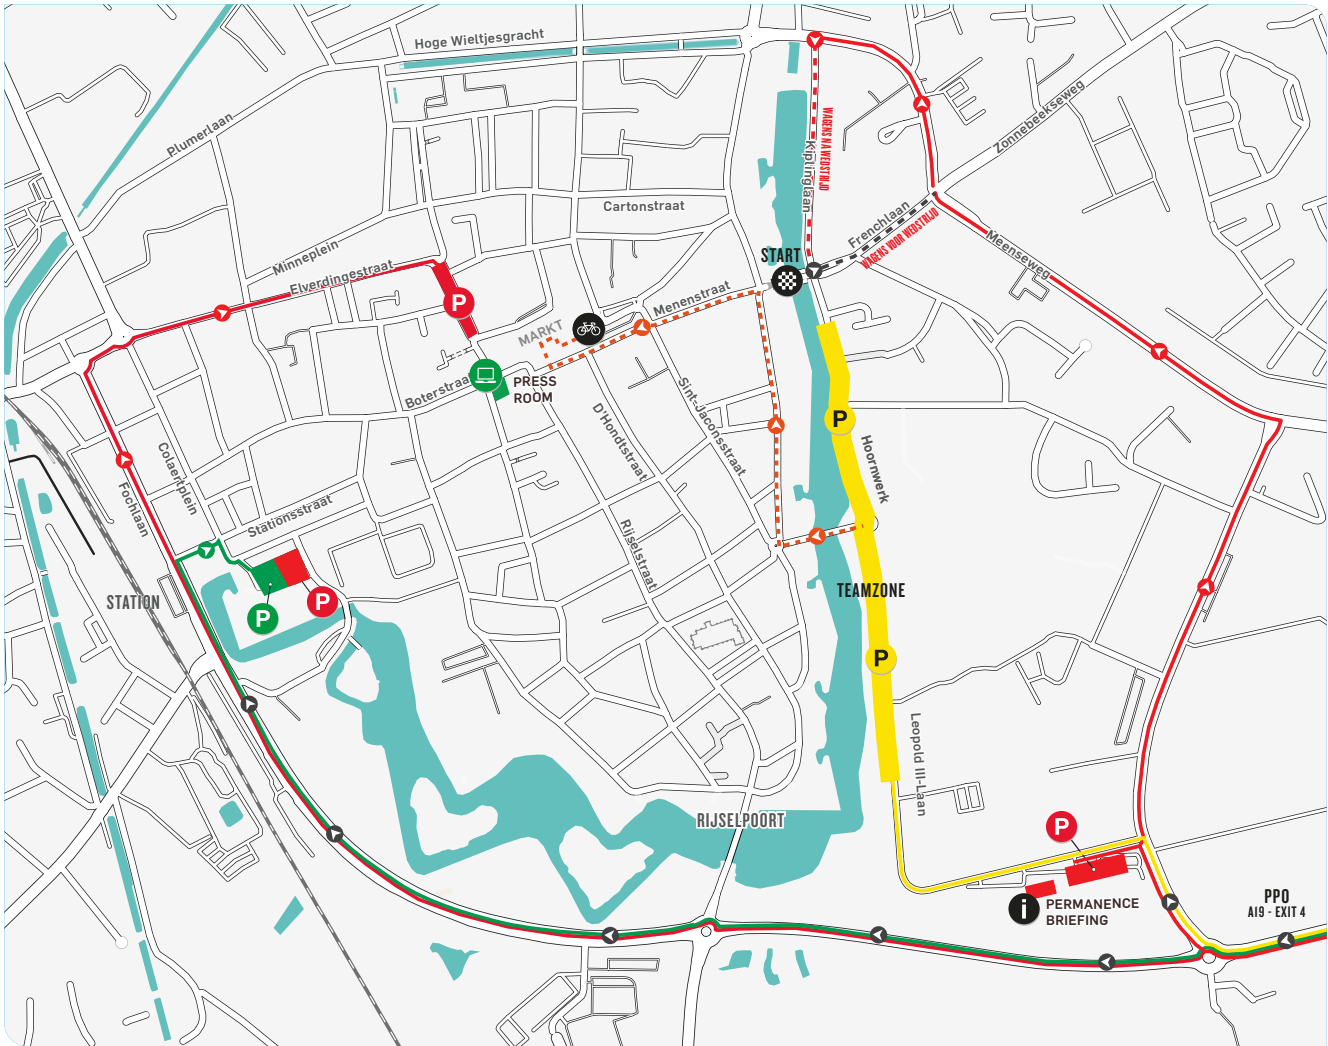 Hoge Wieltjesgracht
Plumerlaan
Zonnebeekseweg
WAGENS NA WEDSTRIJD
Kiplinglaan
Cartonstraat
Frenchlaan
WAGENS VOOR WEDSTRIJD
Meenseweg
Minneplein
Elverdingestraat
START
P
Menenstraat
MARKT
PRESS
ROOM
Boterstraa
D'Hondtstraat
Sint-Jacobsstraat
P
Hoornwerk
Colaertplein
Fochlaan
Stationsstraat
Rijselstraat
STATION
P
P
TEAMZONE
P
Leopold III-Laan
RIJSELPOORT
P
i
PERMANENCE
BRIEFING
PPO
A19 - EXIT 4